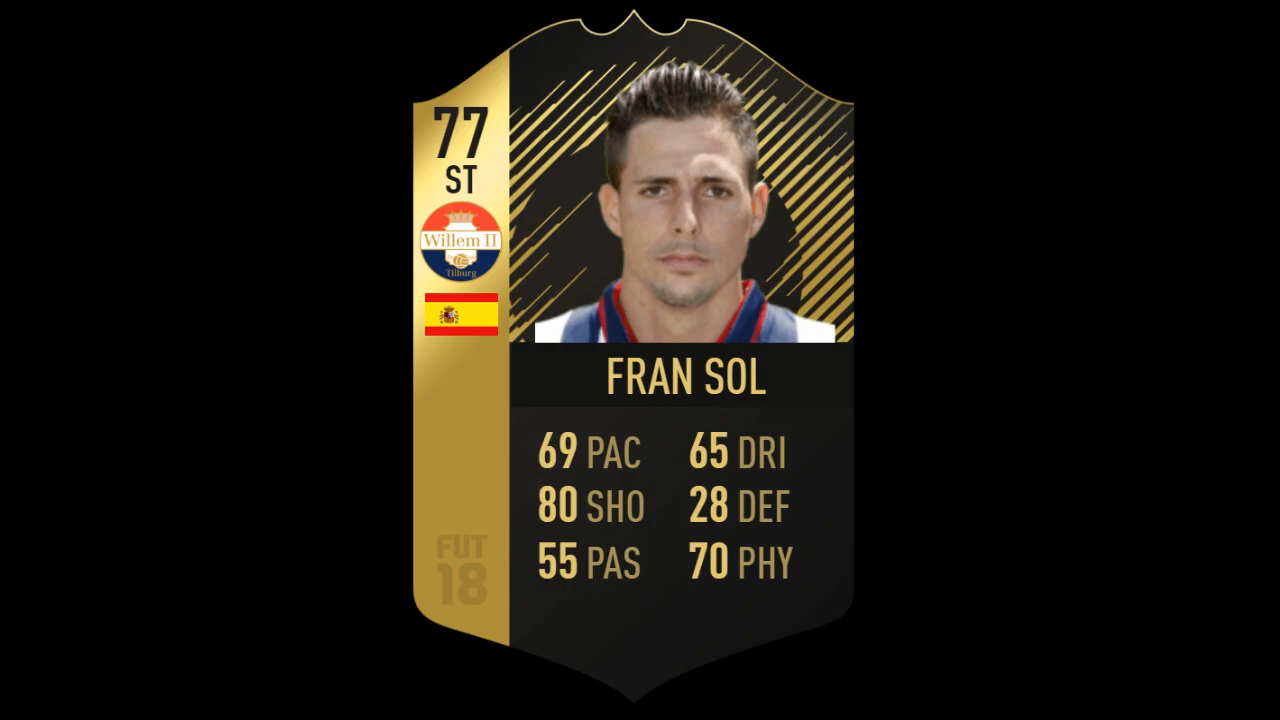 77
ST
Willem II
Tilburg
FRAN SOL
69 PAC 65 DRI
80 SHO 28 DEF
55 PAS 70 PHY
FUT
18